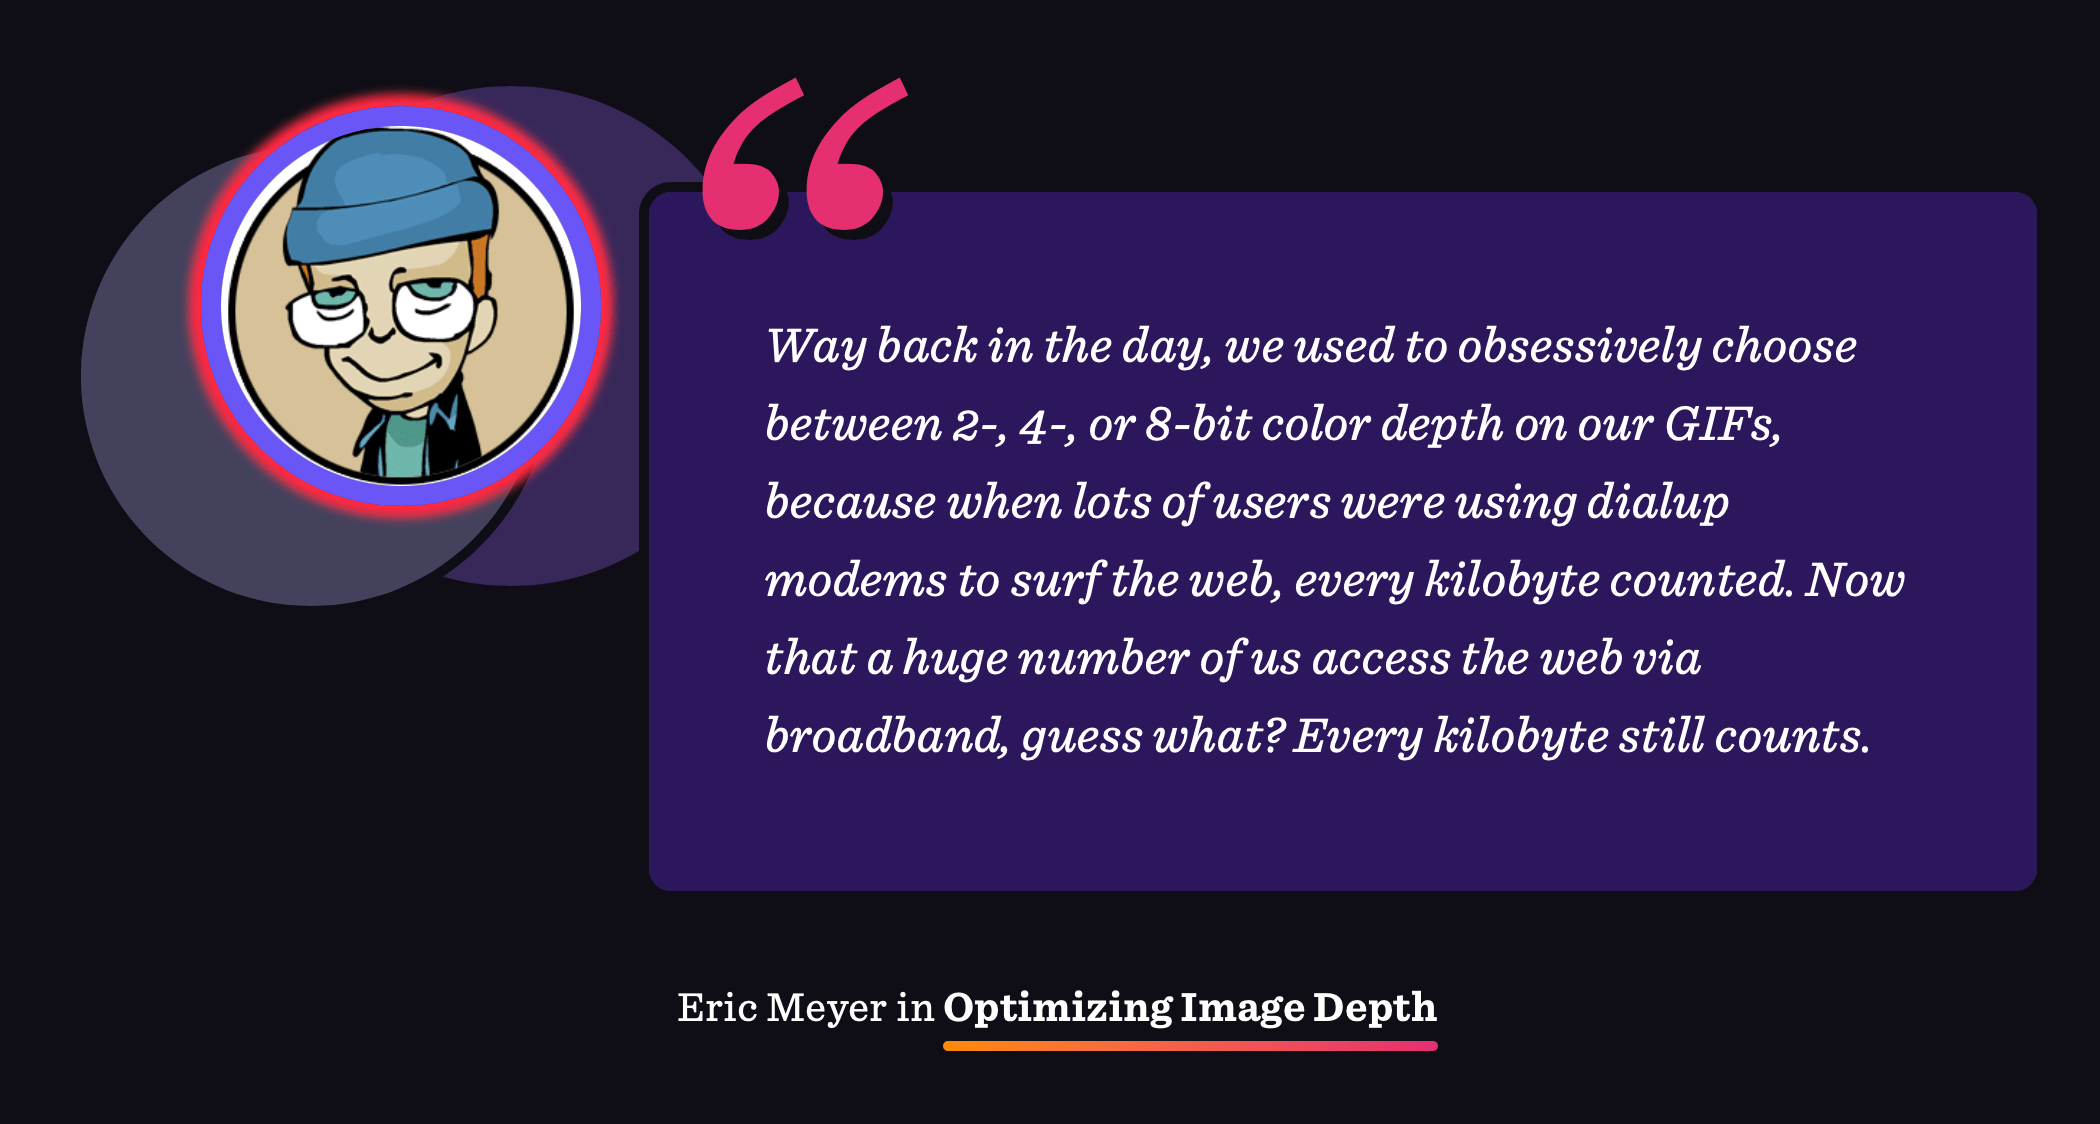 “
Way back in the day, we used to obsessively choose
between 2-, 4-, or 8-bit color depth on our GIFs,
because when lots of users were using dialup
modems to surf the web, every kilobyte counted. Now
that a huge number of us access the web via
broadband, guess what? Every kilobyte still counts.
Eric Meyer in Optimizing Image Depth